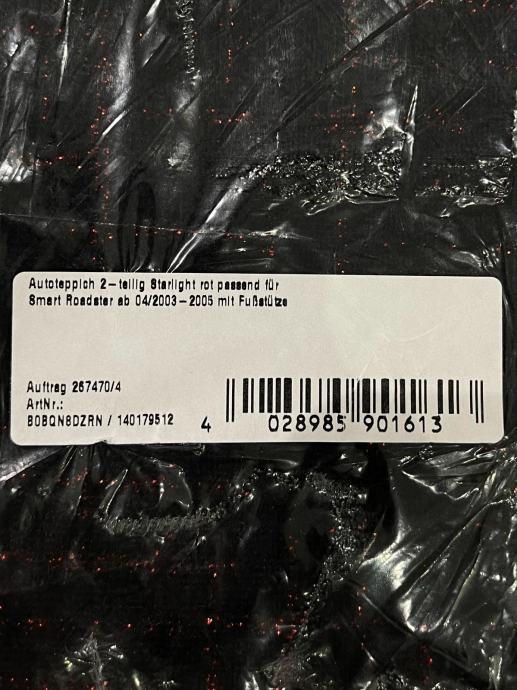 Autoteppich 2-teilig Starlight rot passend für
Smart Roadster ab 04/2003-2005 mit Fußstütze
Auftrag 267470/4
ArtNr.:
B0BQN8DZRN / 140179512
4 028985 901613